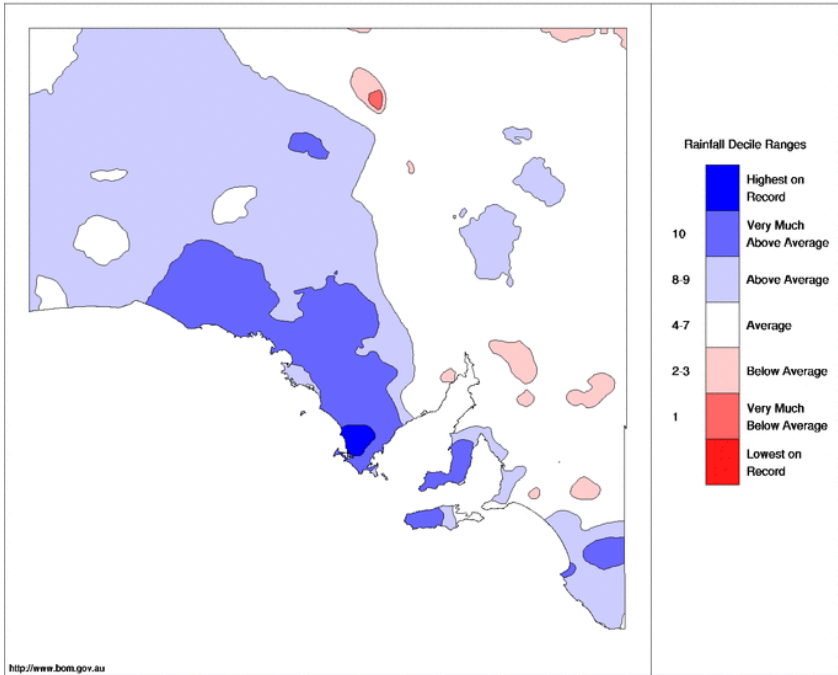 Rainfall Decile Ranges
Highest on
Record
10
Very Much
Above Average
8-9
Above Average
4-7
Average
2-3
Below Average
1
Very Much
Below Average
Lowest on
Record
http://www.bom.gov.au